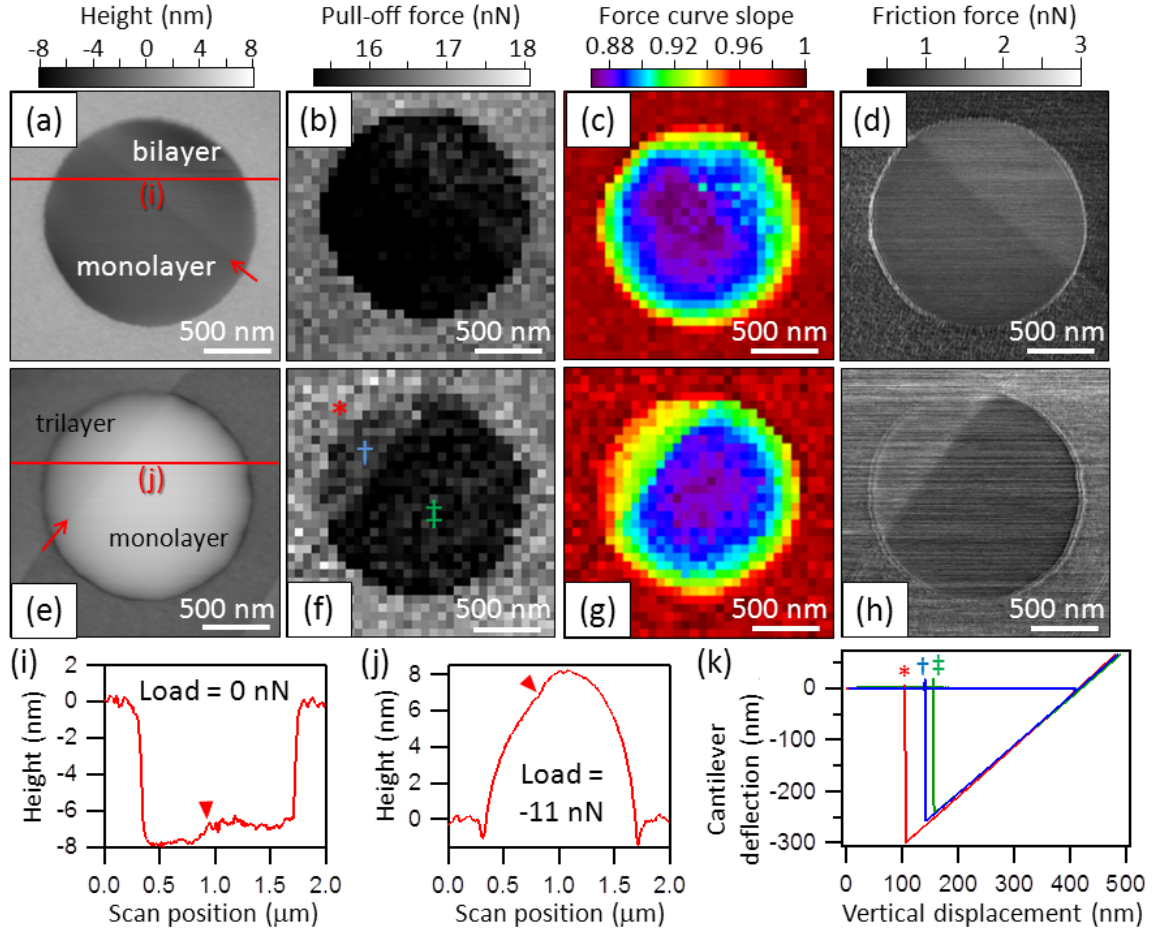 Height (nm)
-8 -4 0 4 8
Pull-off force (nN)
16 17 18
Force curve slope
0.88 0.92 0.96 1
Friction force (nN)
1 2 3
(a) bilayer
(i)
monolayer
500 nm
(b)
500 nm
(c)
500 nm
(d)
500 nm
trilayer
(j)
monolayer
(e) 500 nm
*
†
‡
(f) 500 nm
(g) 500 nm
(h) 500 nm
(i)
Load = 0 nN
Height (nm)
2
0
-2
-4
-6
-8
0.0 0.5 1.0 1.5 2.0
Scan position (μm)
(j)
Load =
-11 nN
Height (nm)
8
6
4
2
0
0.0 0.5 1.0 1.5 2.0
Scan position (μm)
(k)
* † ‡
Cantilever
deflection (nm)
0
-100
-200
-300
0 100 200 300 400 500
Vertical displacement (nm)